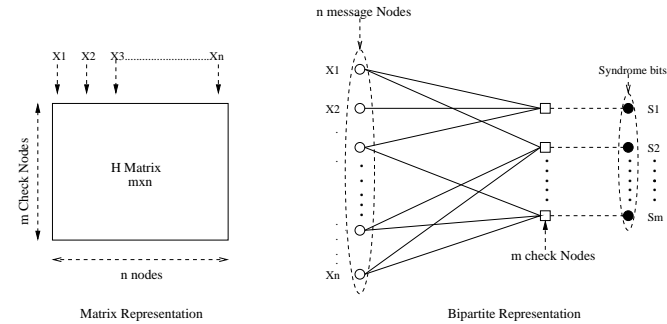 n message Nodes
X1 X2 X3..............................Xn
m Check Nodes
H Matrix
mxn
n nodes
Matrix Representation
X1
X2
Xn
Syndrome bits
S1
S2
Sm
m check Nodes
Bipartite Representation